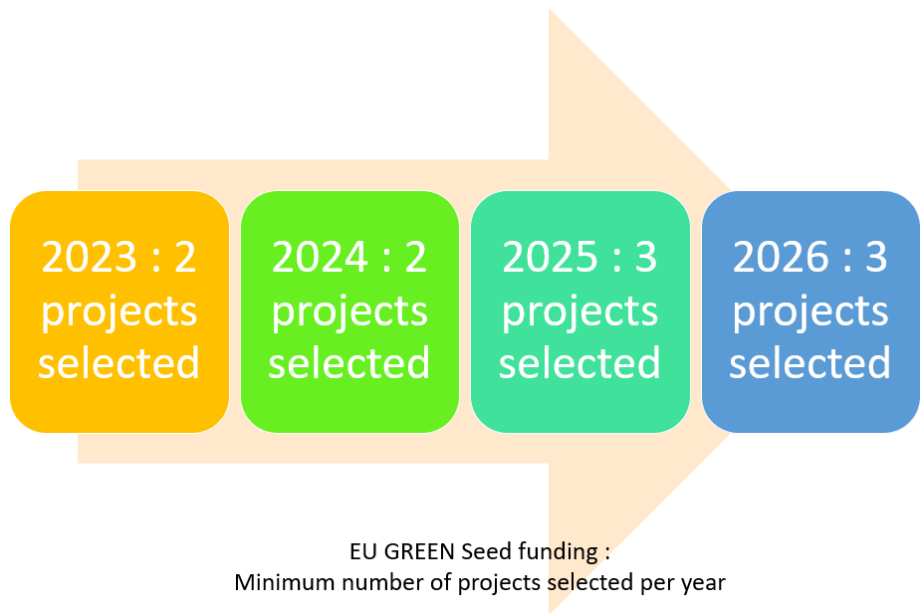 2023 : 2
projects
selected
2024 : 2
projects
selected
2025 : 3
projects
selected
2026 : 3
projects
selected
EU GREEN Seed funding :
Minimum number of projects selected per year